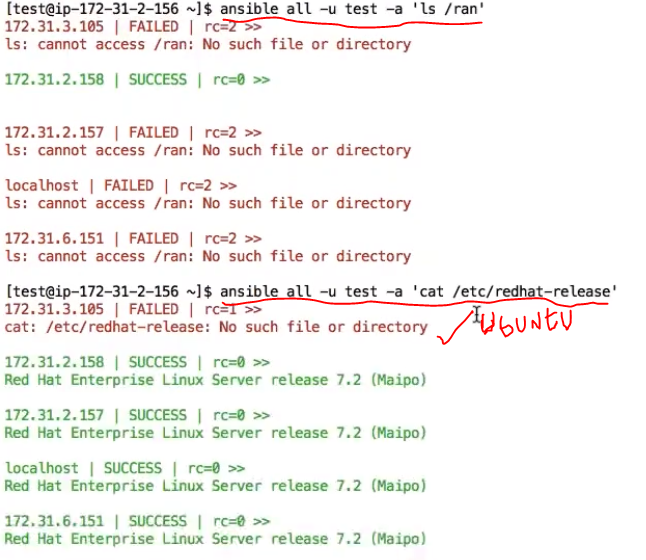 [test@ip-172-31-2-156 ~]$ ansible all -u test -a 'ls /ran'
172.31.3.105 | FAILED | rc=2 >>
ls: cannot access /ran: No such file or directory
172.31.2.158 | SUCCESS | rc=0 >>
172.31.2.157 | FAILED | rc=2 >>
ls: cannot access /ran: No such file or directory
localhost | FAILED | rc=2 >>
ls: cannot access /ran: No such file or directory
172.31.6.151 | FAILED | rc=2 >>
ls: cannot access /ran: No such file or directory
[test@ip-172-31-2-156 ~]$ ansible all -u test -a 'cat /etc/redhat-release'
172.31.3.105 | FAILED | rc=1 >>
cat: /etc/redhat-release: No such file or directory UbUNtU
172.31.2.158 | SUCCESS | rc=0 >>
Red Hat Enterprise Linux Server release 7.2 (Maipo)
172.31.2.157 | SUCCESS | rc=0 >>
Red Hat Enterprise Linux Server release 7.2 (Maipo)
localhost | SUCCESS | rc=0 >>
Red Hat Enterprise Linux Server release 7.2 (Maipo)
172.31.6.151 | SUCCESS | rc=0 >>
Red Hat Enterprise Linux Server release 7.2 (Maipo)